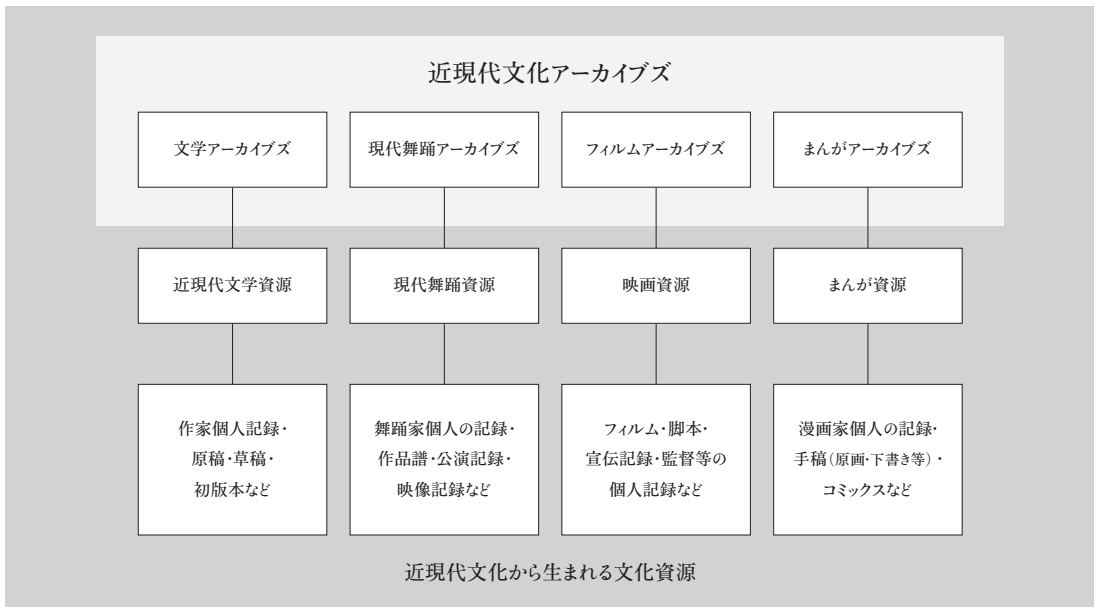 近現代文化アーカイブズ
文学アーカイブズ
現代舞踊アーカイブズ
フィルムアーカイブズ
まんがアーカイブズ
近現代文学資源
現代舞踊資源
映画資源
まんが資源
作家個人記録・
原稿・草稿・
初版本など
舞踊家個人の記録・
作品譜・公演記録・
映像記録など
フィルム・脚本・
宣伝記録・監督等の
個人記録など
漫画家個人の記録・
手稿（原画・下書き等）・
コミックスなど
近現代文化から生まれる文化資源